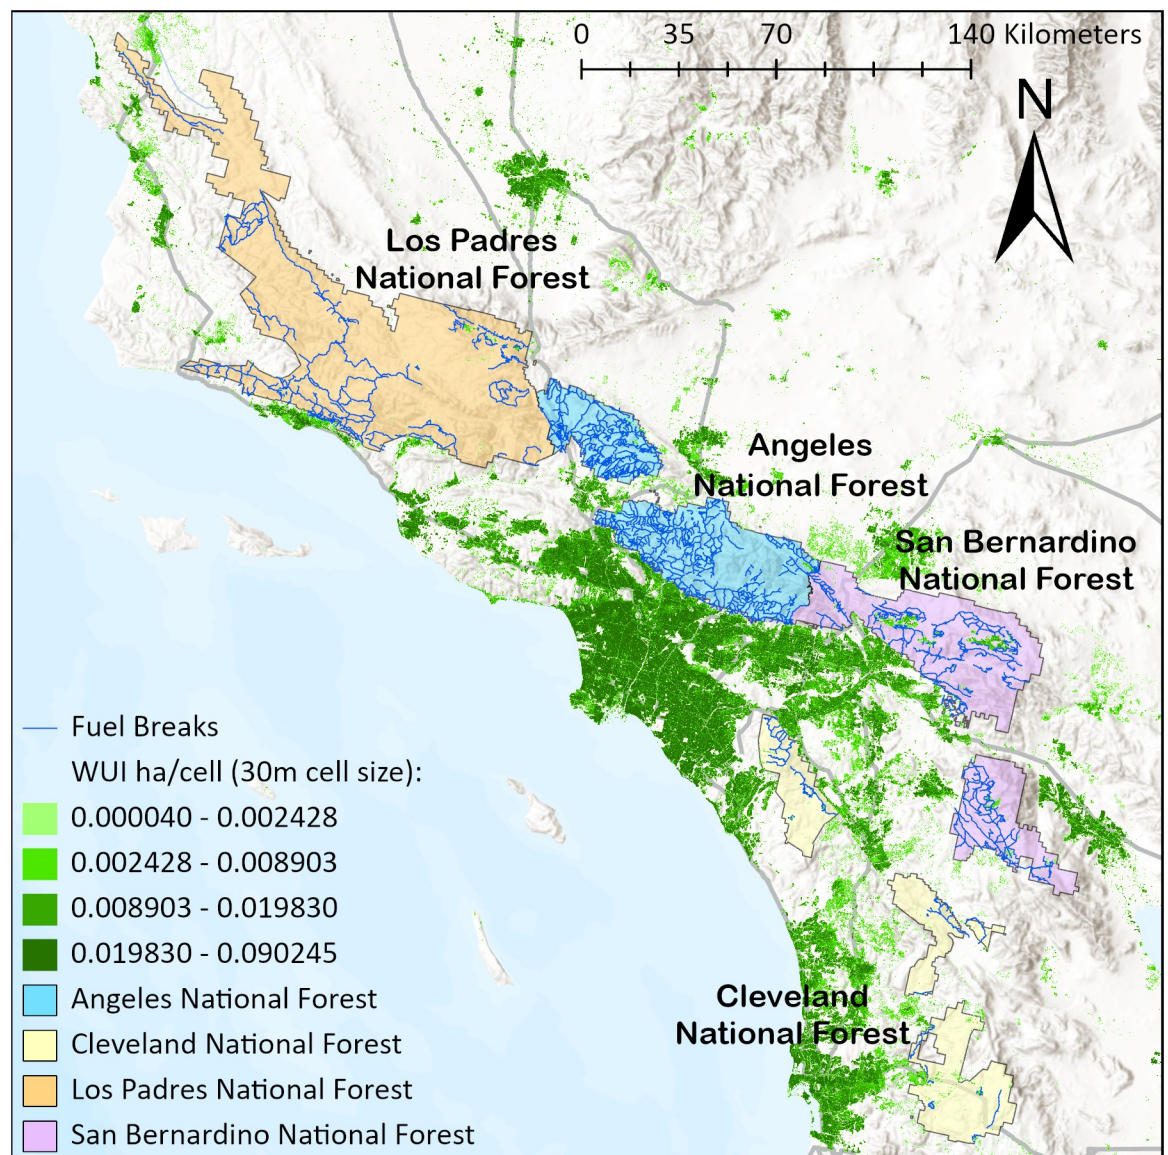 0 35 70 140 Kilometers
N
Los Padres
National Forest
Angeles
National Forest
San Bernardino
National Forest
Cleveland
National Forest
Fuel Breaks
WUI ha/cell (30m cell size):
0.000040 - 0.002428
0.002428 - 0.008903
0.008903 - 0.019830
0.019830 - 0.090245
Angeles National Forest
Cleveland National Forest
Los Padres National Forest
San Bernardino National Forest